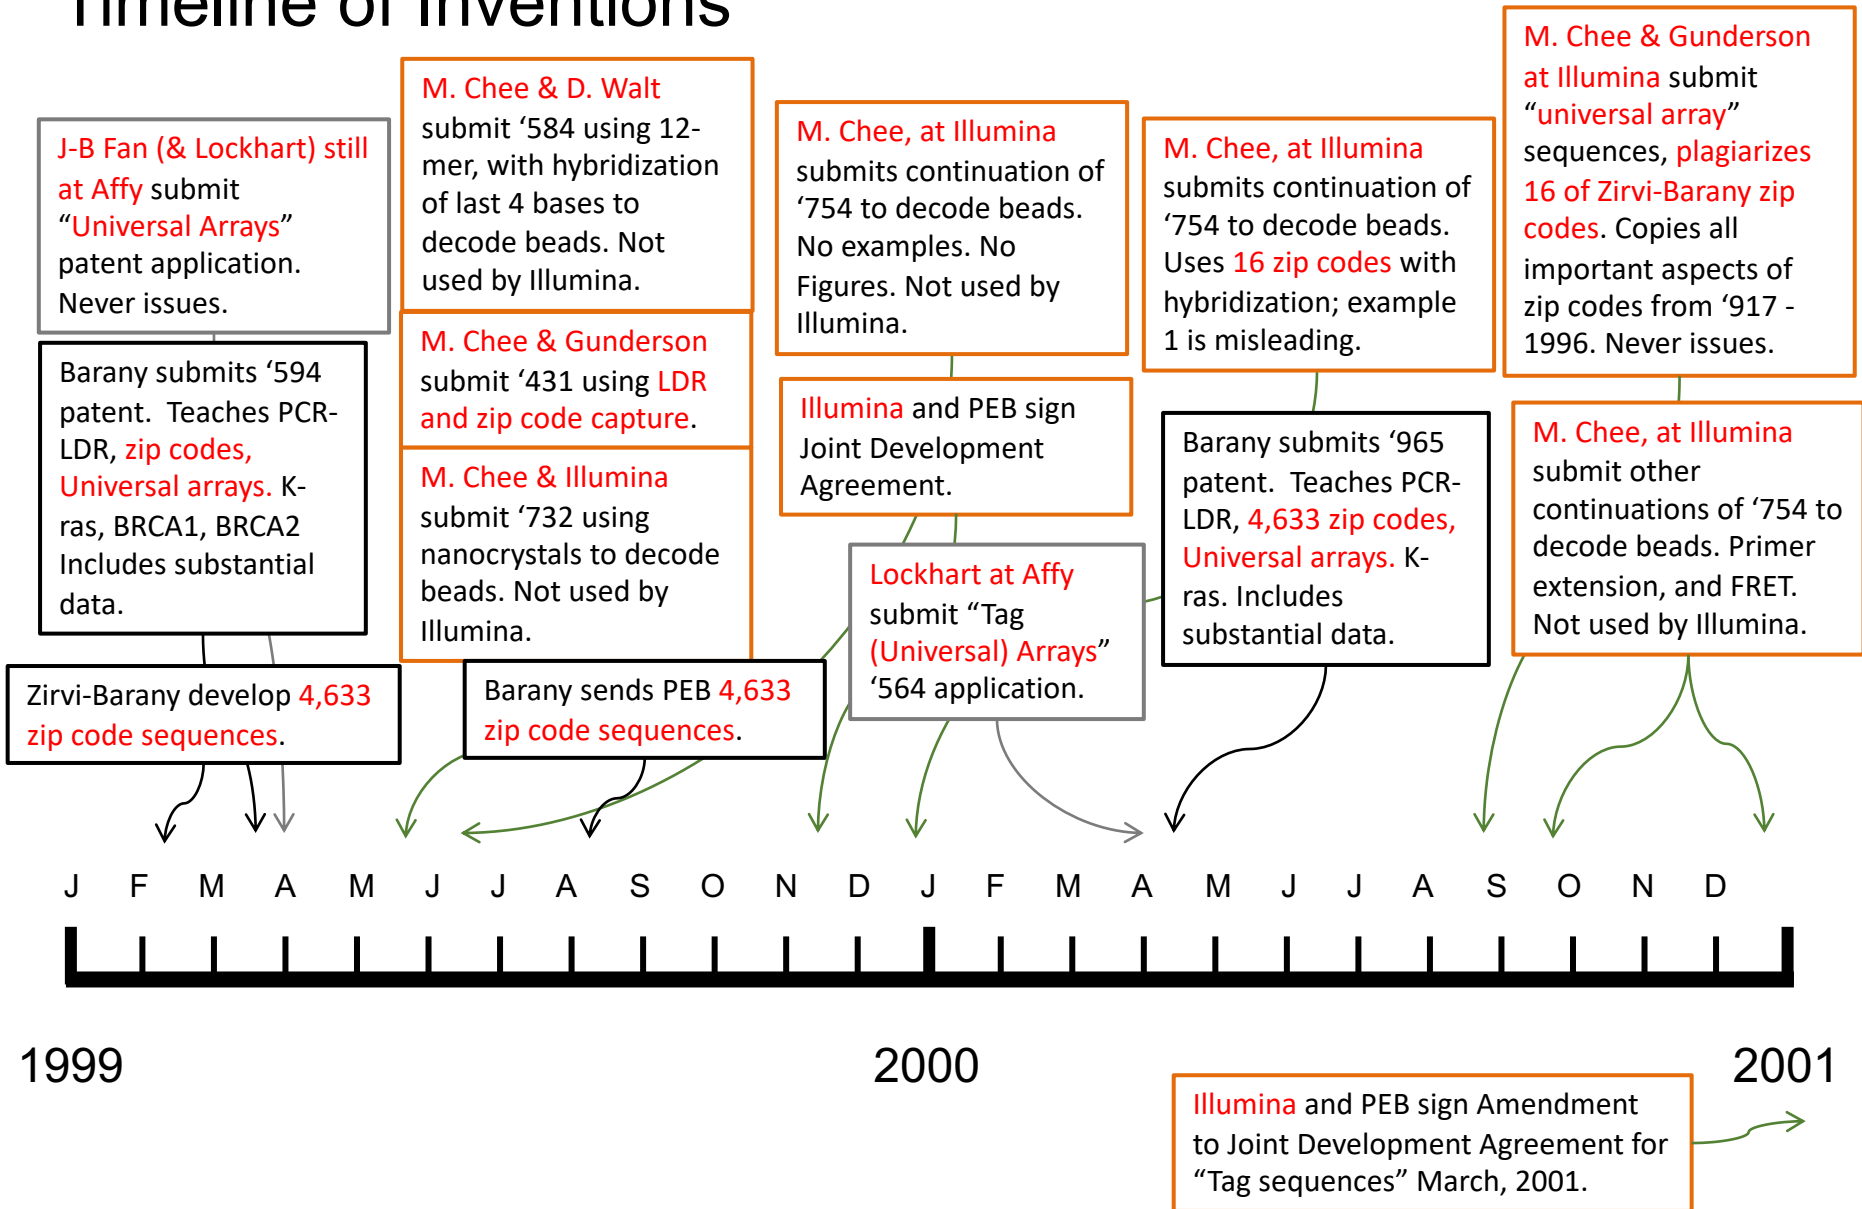 Timeline of Inventions
J-B Fan (& Lockhart) still
at Affy submit
“Universal Arrays”
patent application.
Never issues.
Barany submits ‘594
patent.  Teaches PCR-
LDR, zip codes,
Universal arrays. K-
ras, BRCA1, BRCA2
Includes substantial
data.
Zirvi-Barany develop 4,633
zip code sequences.
M. Chee & D. Walt
submit ‘584 using 12-
mer, with hybridization
of last 4 bases to
decode beads. Not
used by Illumina.
M. Chee & Gunderson
submit ‘431 using LDR
and zip code capture.
M. Chee & Illumina
submit ‘732 using
nanocrystals to decode
beads. Not used by
Illumina.
Barany sends PEB 4,633
zip code sequences.
M. Chee, at Illumina
submits continuation of
‘754 to decode beads.
No examples. No
Figures. Not used by
Illumina.
Illumina and PEB sign
Joint Development
Agreement.
Lockhart at Affy
submit “Tag
(Universal) Arrays”
‘564 application.
M. Chee, at Illumina
submits continuation of
‘754 to decode beads.
Uses 16 zip codes with
hybridization; example
1 is misleading.
Barany submits ‘965
patent.  Teaches PCR-
LDR, 4,633 zip codes,
Universal arrays. K-
ras. Includes
substantial data.
M. Chee & Gunderson
at Illumina submit
“universal array”
sequences, plagiarizes
16 of Zirvi-Barany zip
codes. Copies all
important aspects of
zip codes from ‘917 -
1996. Never issues.
M. Chee, at Illumina
submit other
continuations of ‘754 to
decode beads. Primer
extension, and FRET.
Not used by Illumina.
J F M A M J J A S O N D J F M A M J J A S O N D
1999 2000 2001
Illumina and PEB sign Amendment
to Joint Development Agreement for
“Tag sequences” March, 2001.